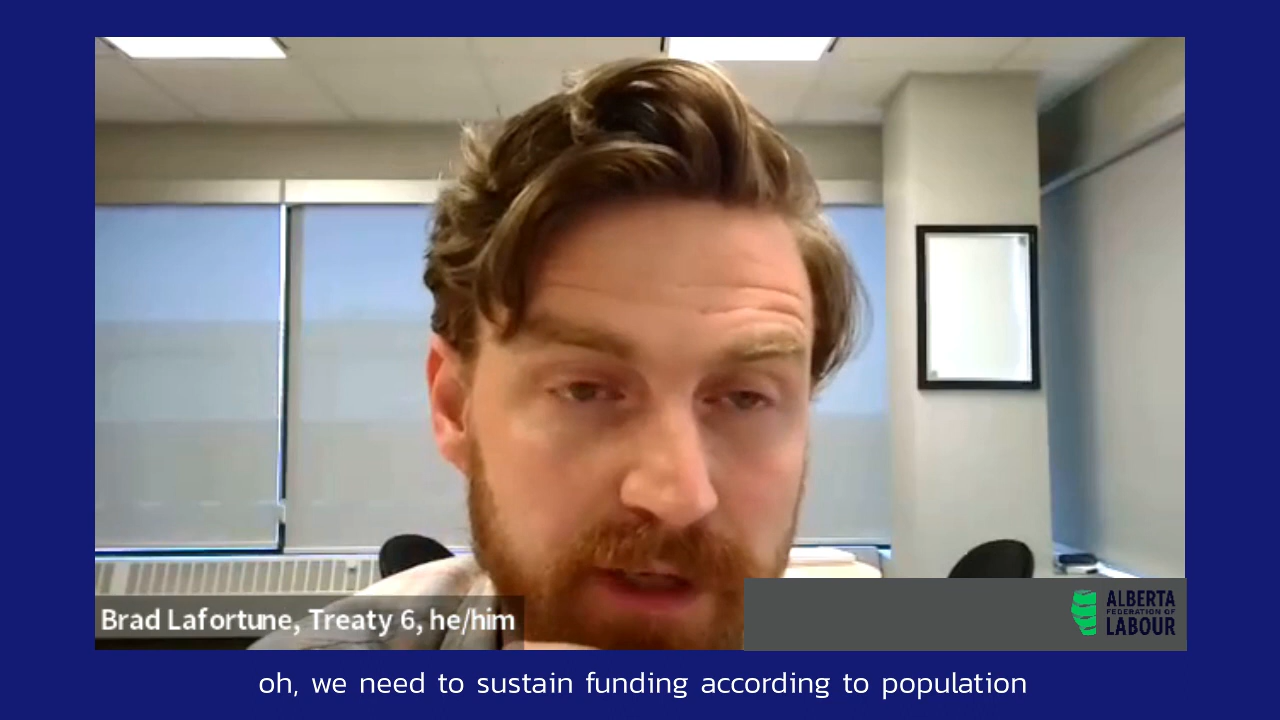 Brad Lafortune, Treaty 6, he/him
ALBERTA
FEDERATION OF
LABOUR
oh, we need to sustain funding according to population